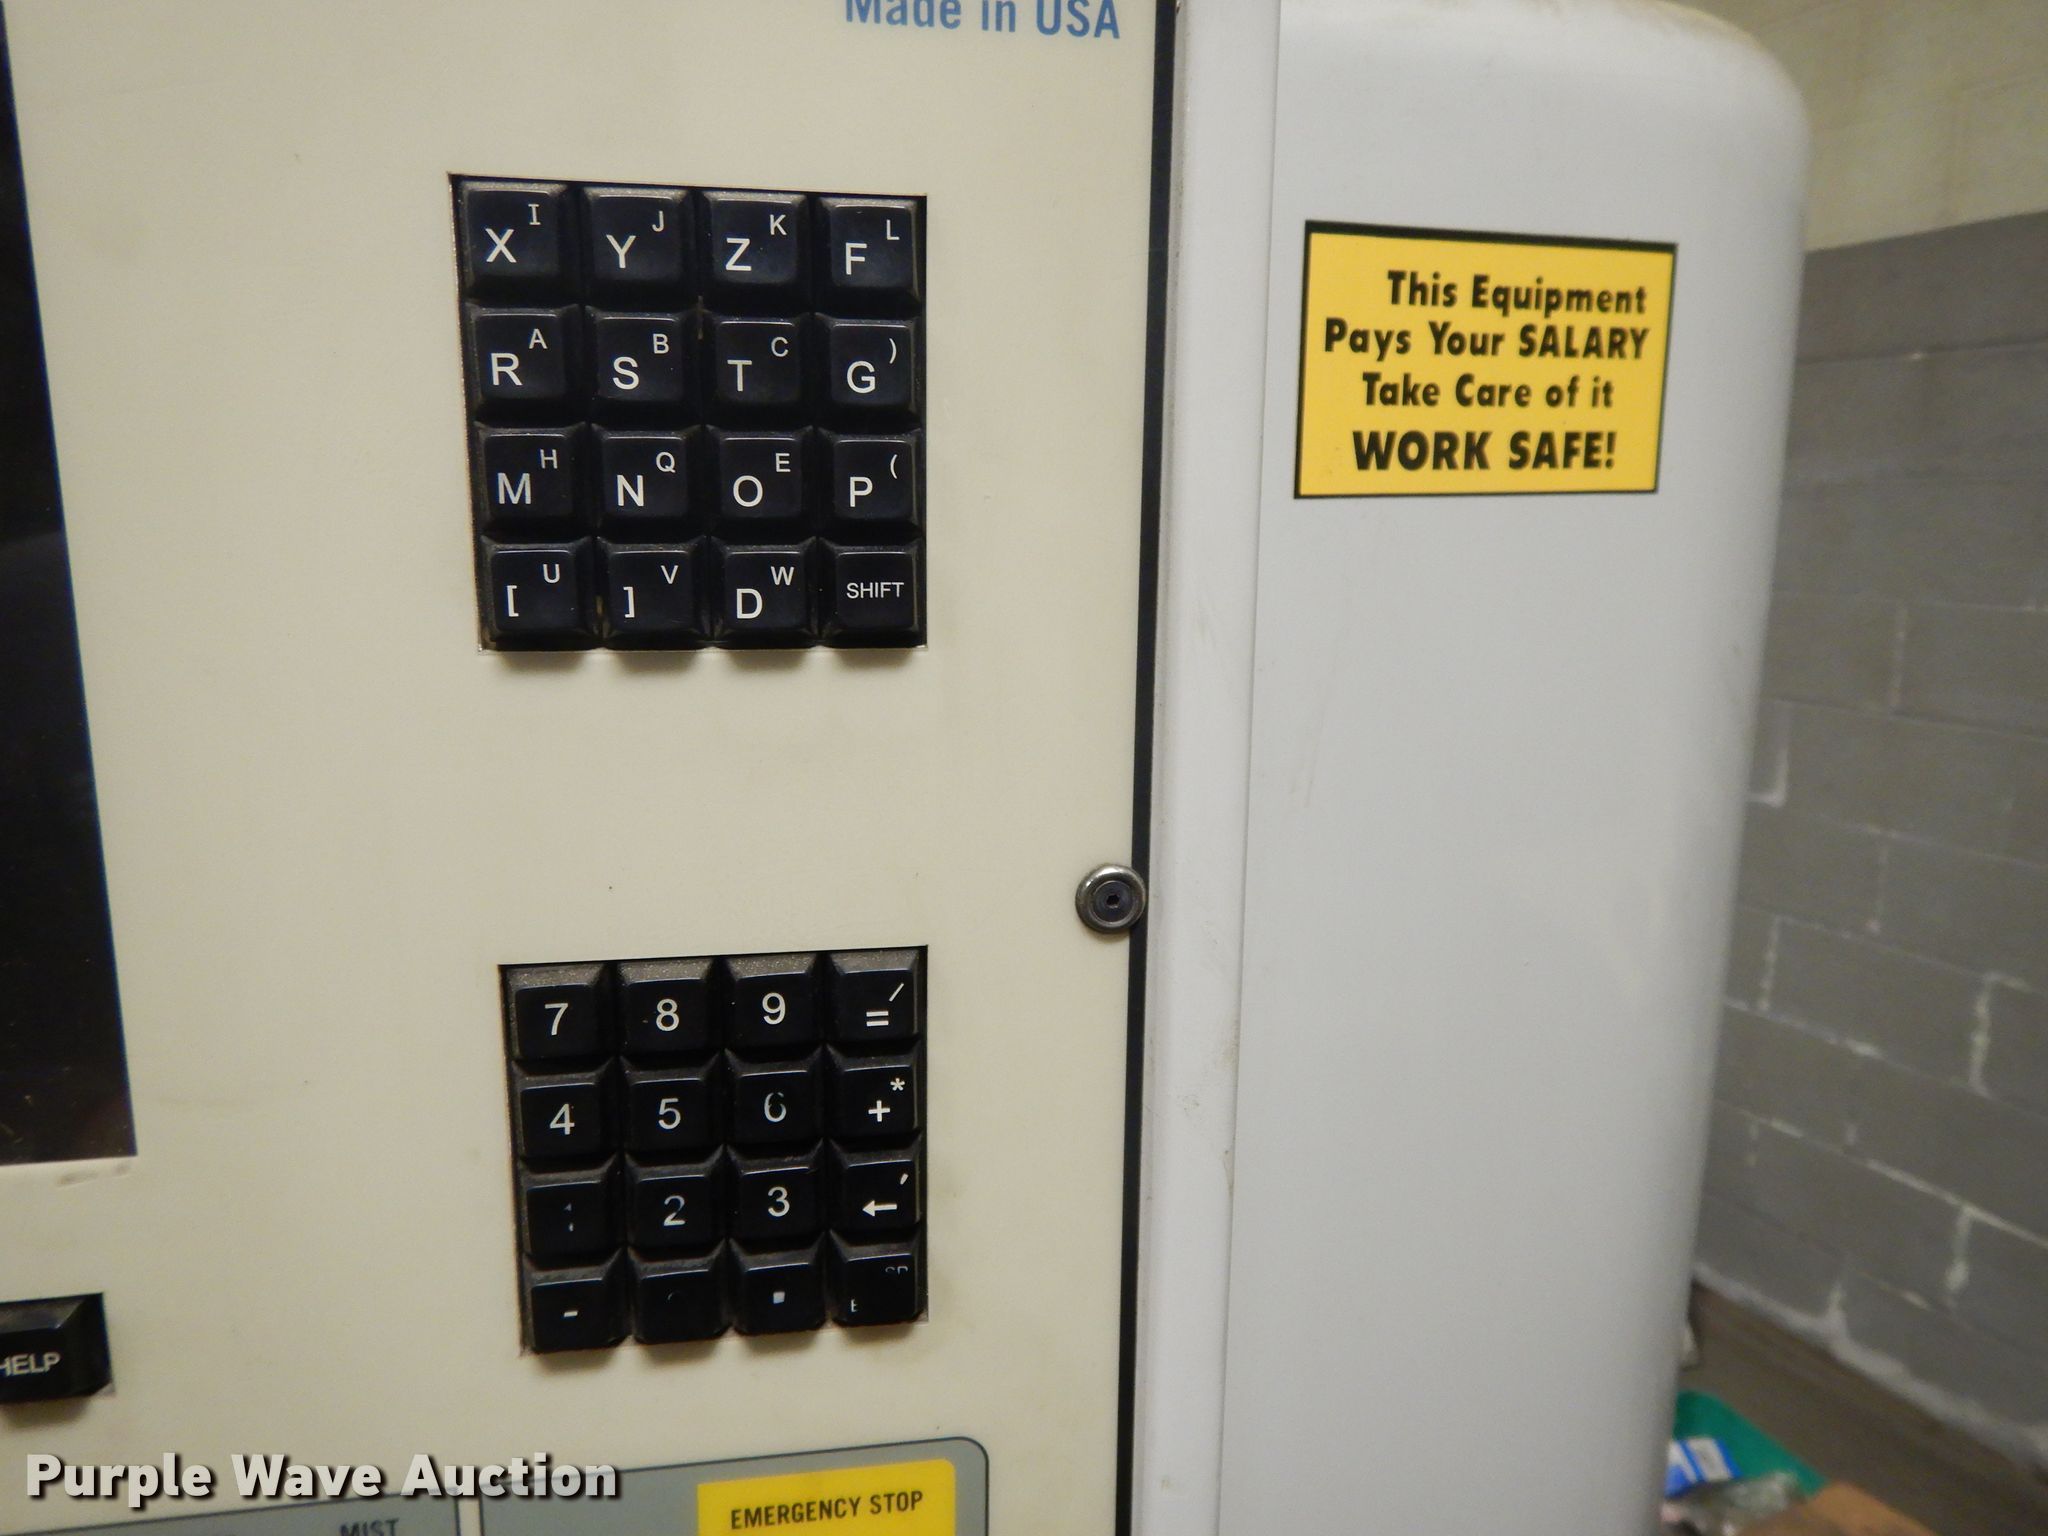 Made in USA
X I Y J Z K F L
R A S B T C G )
M H N Q O E P (
[ U ] V D W SHIFT
This Equipment
Pays Your SALARY
Take Care of it
WORK SAFE!
7 8 9 = /
4 5 6 + *
2 3 ← '
- .
HELP
EMERGENCY STOP
MIST
Purple Wave Auction